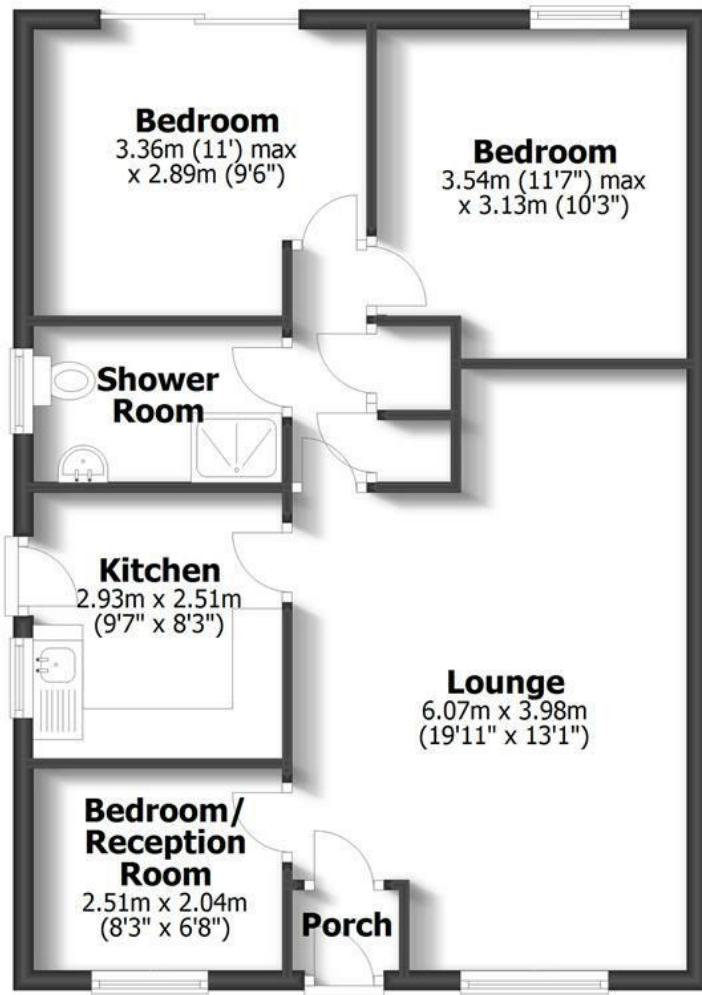 Bedroom
3.36m (11') max
x 2.89m (9'6")
Bedroom
3.54m (11'7") max
x 3.13m (10'3")
Shower
Room
Kitchen
2.93m x 2.51m
(9'7" x 8'3")
Lounge
6.07m x 3.98m
(19'11" x 13'1")
Bedroom/
Reception
Room
2.51m x 2.04m
(8'3" x 6'8")
Porch